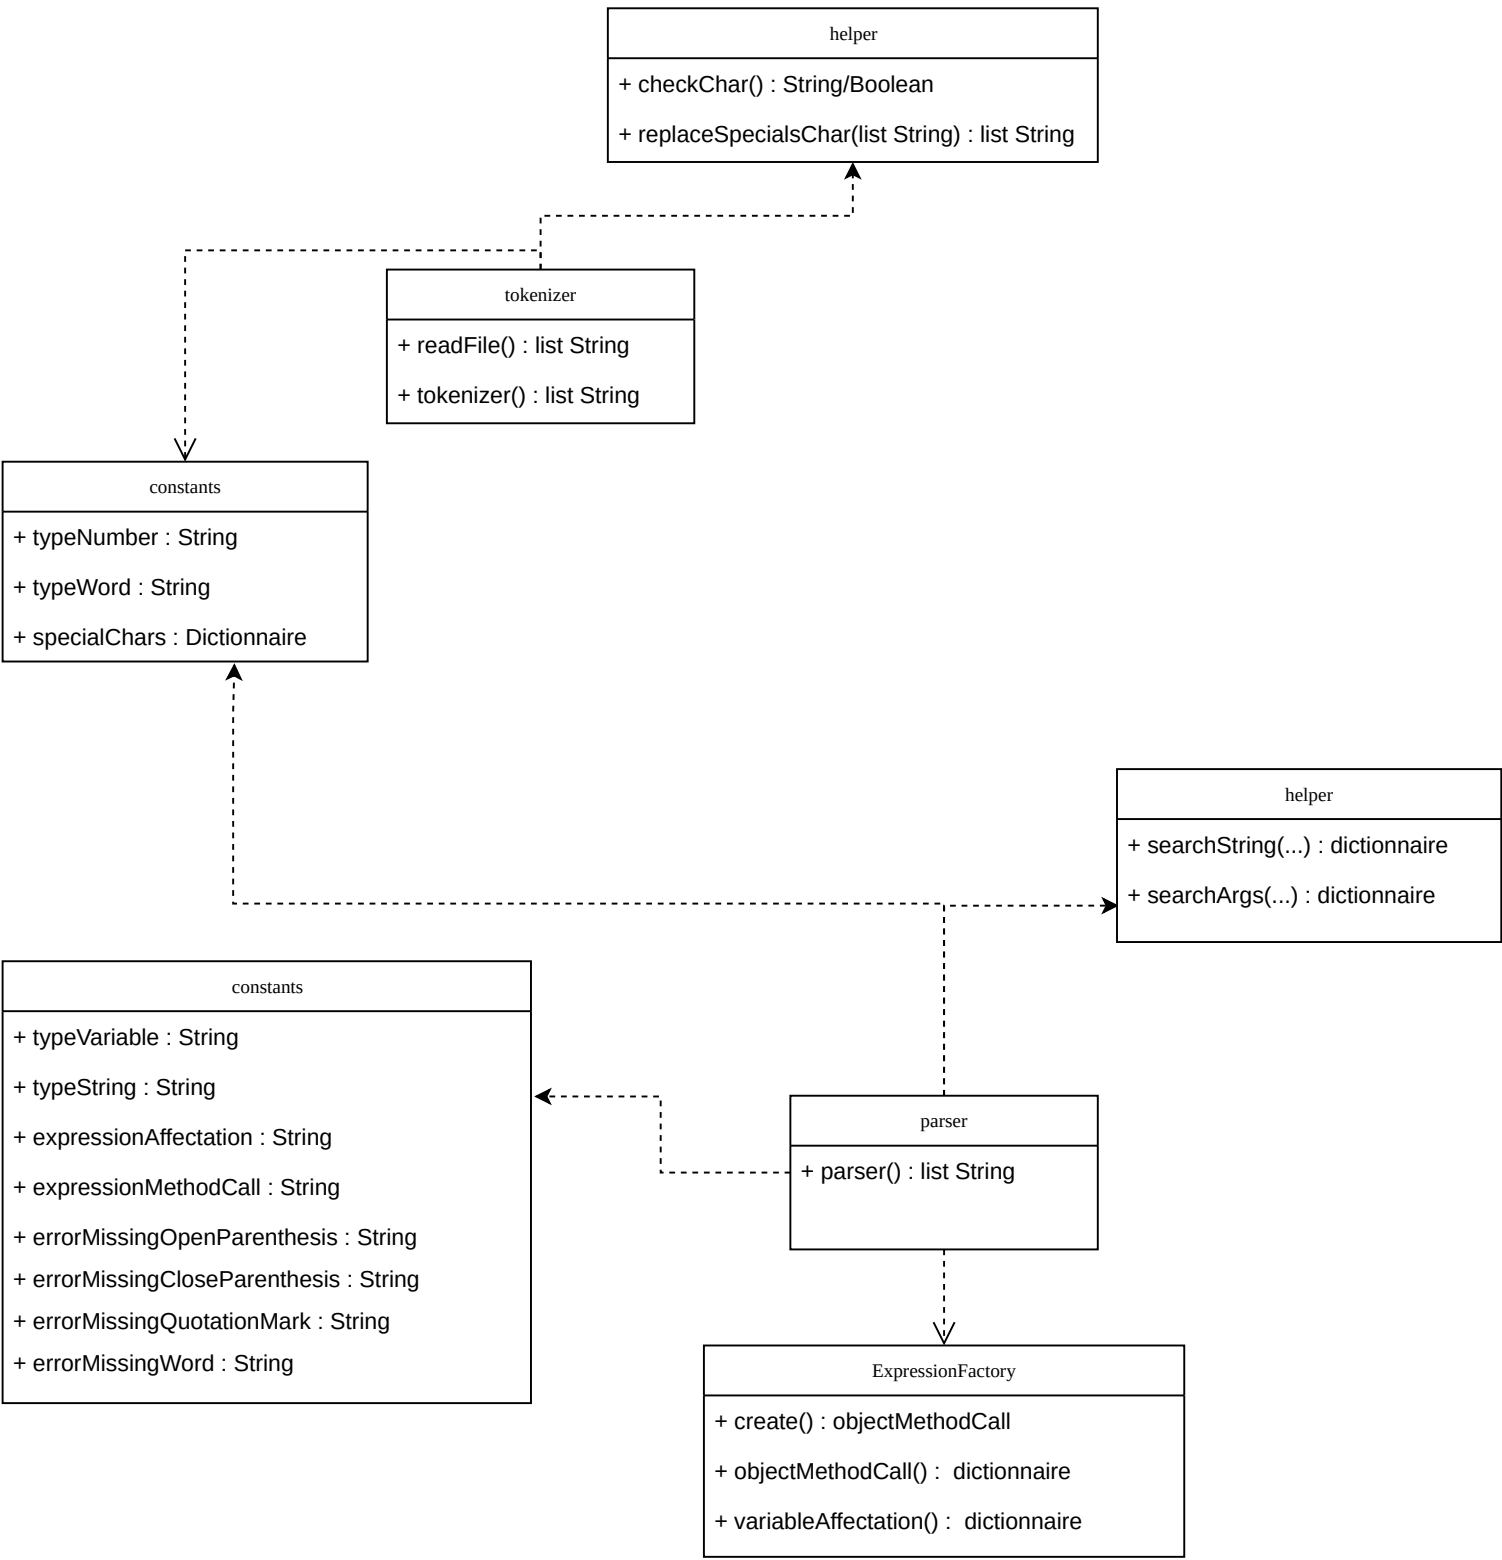 helper
+ checkChar() : String/Boolean
+ replaceSpecialsChar(list String) : list String
tokenizer
+ readFile() : list String
+ tokenizer() : list String
constants
+ typeNumber : String
+ typeWord : String
+ specialChars : Dictionnaire
helper
+ searchString(...) : dictionnaire
+ searchArgs(...) : dictionnaire
constants
+ typeVariable : String
+ typeString : String
+ expressionAffectation : String
+ expressionMethodCall : String
+ errorMissingOpenParenthesis : String
+ errorMissingCloseParenthesis : String
+ errorMissingQuotationMark : String
+ errorMissingWord : String
parser
+ parser() : list String
ExpressionFactory
+ create() : objectMethodCall
+ objectMethodCall() :  dictionnaire
+ variableAffectation() :  dictionnaire